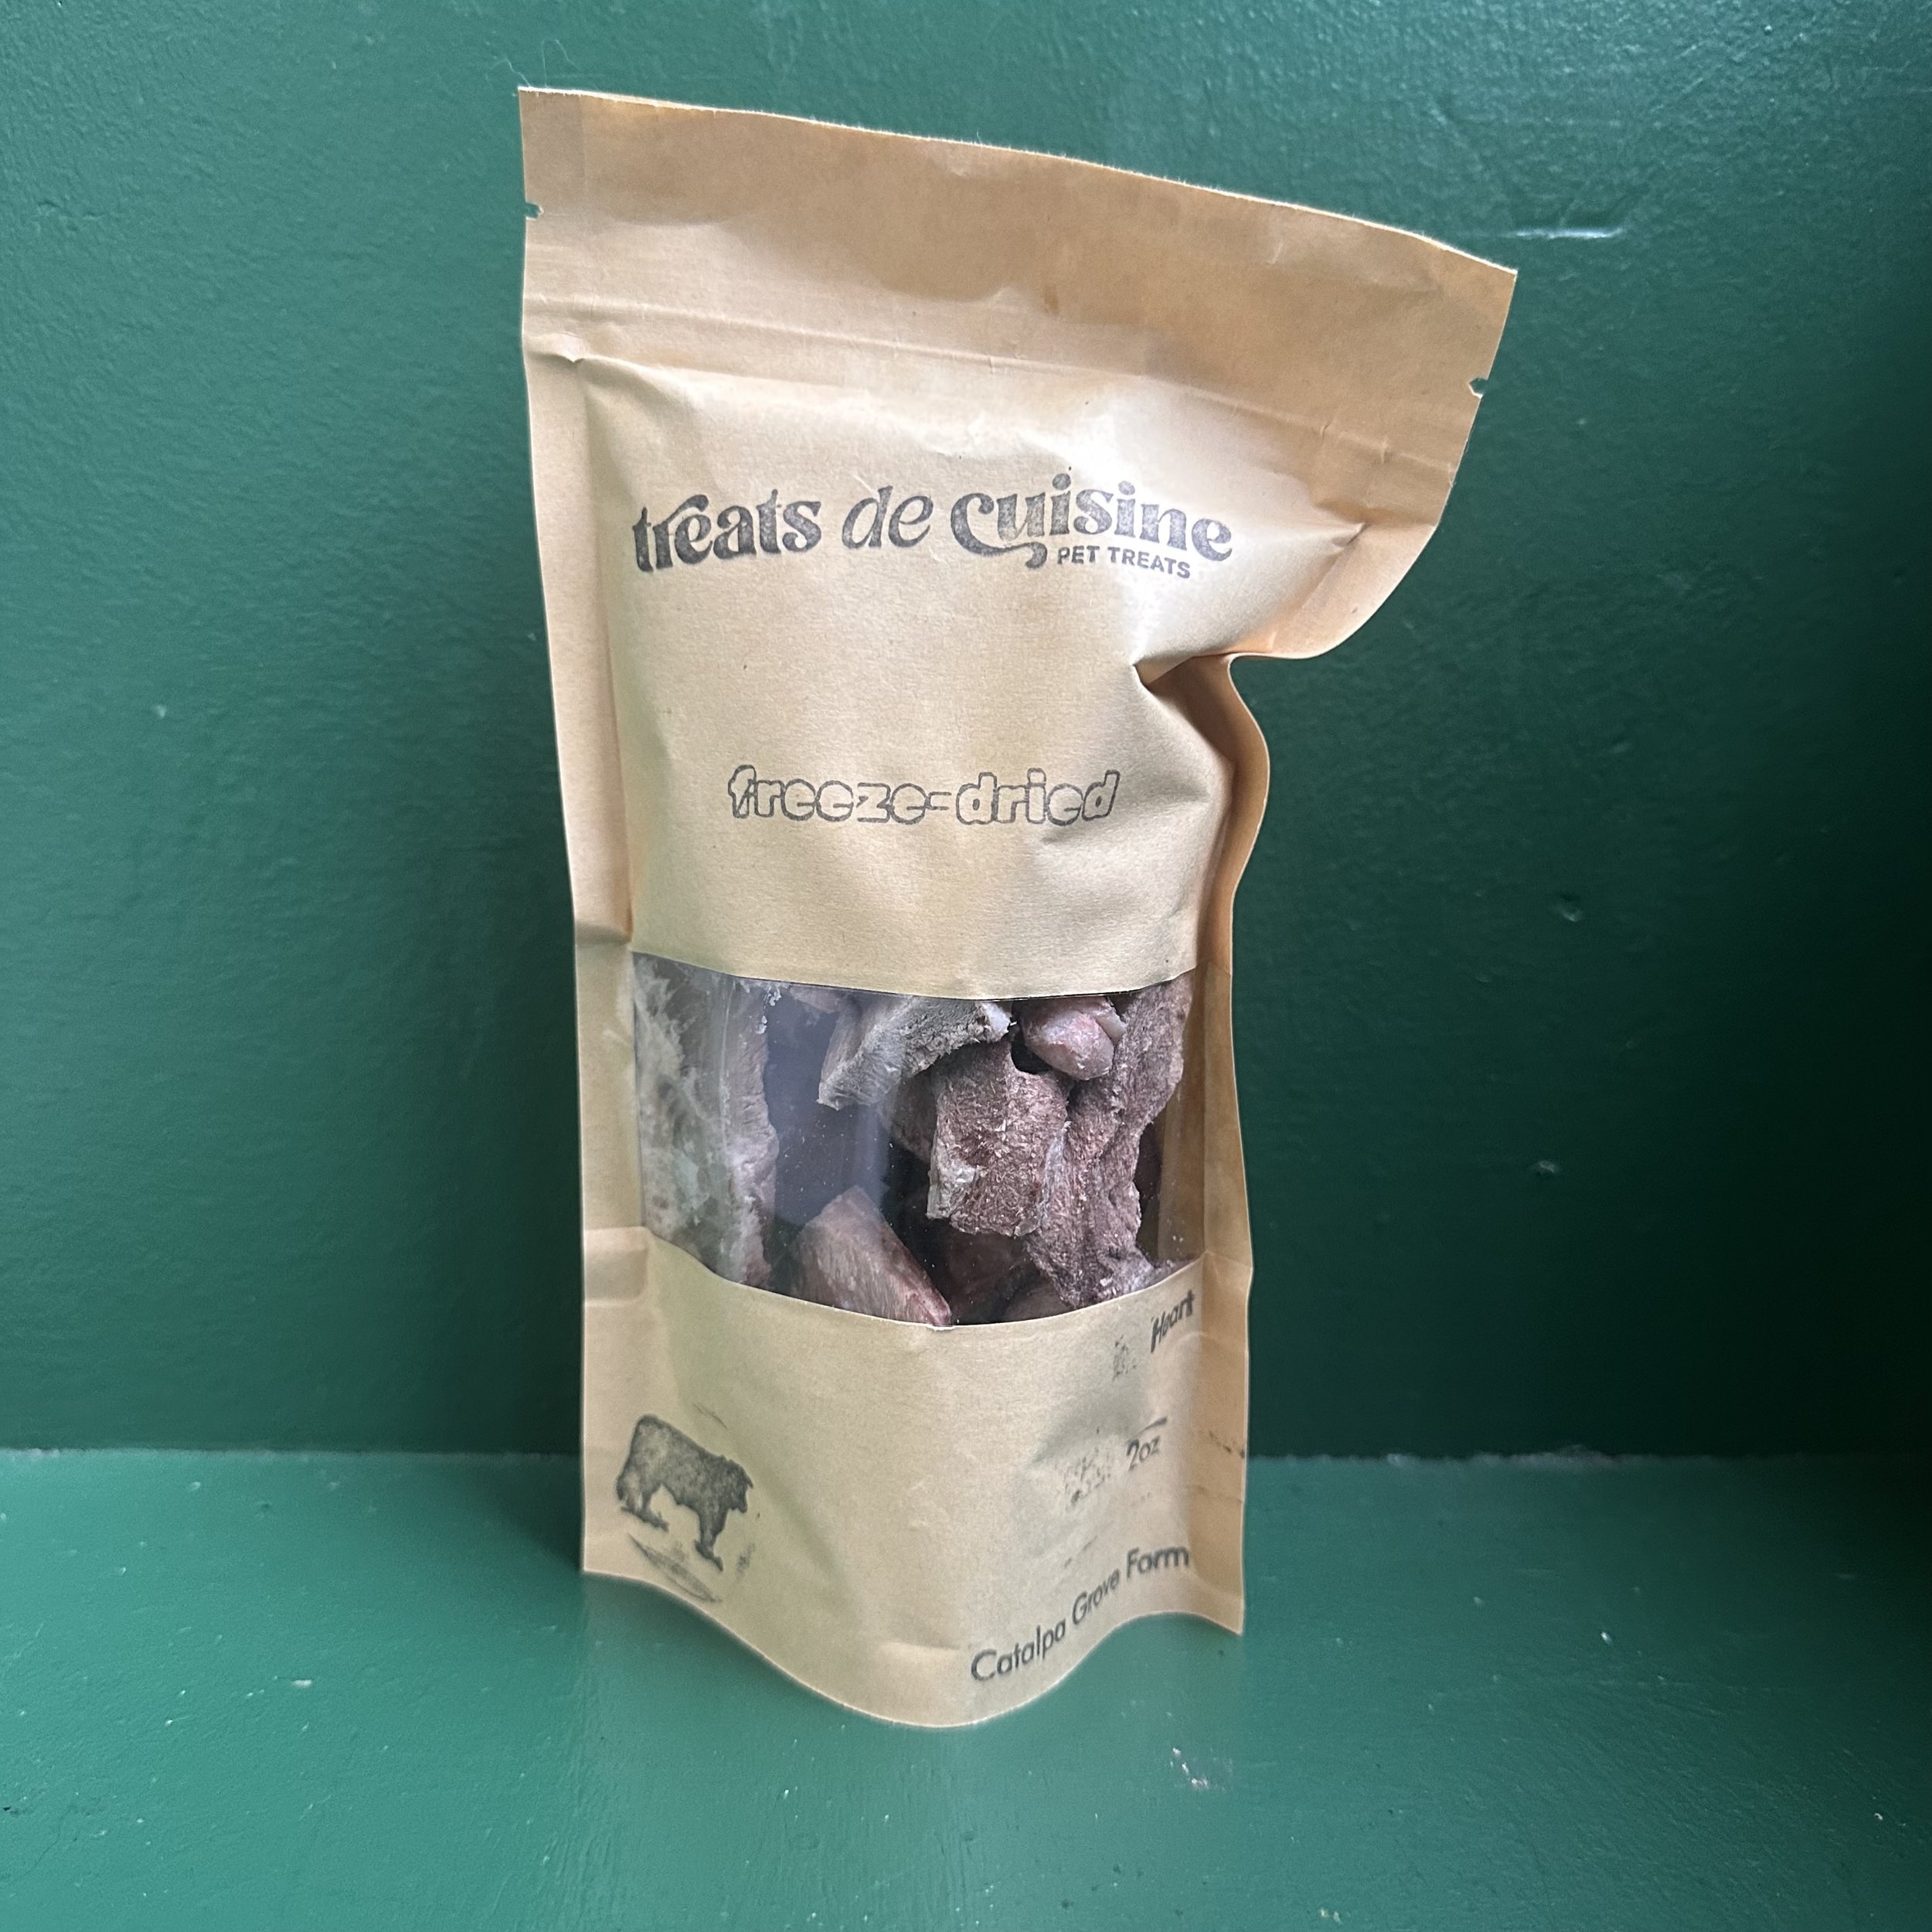 treats de cuisine
PET TREATS
freeze-dried
Heart
2oz
Catalpa Grove Farm